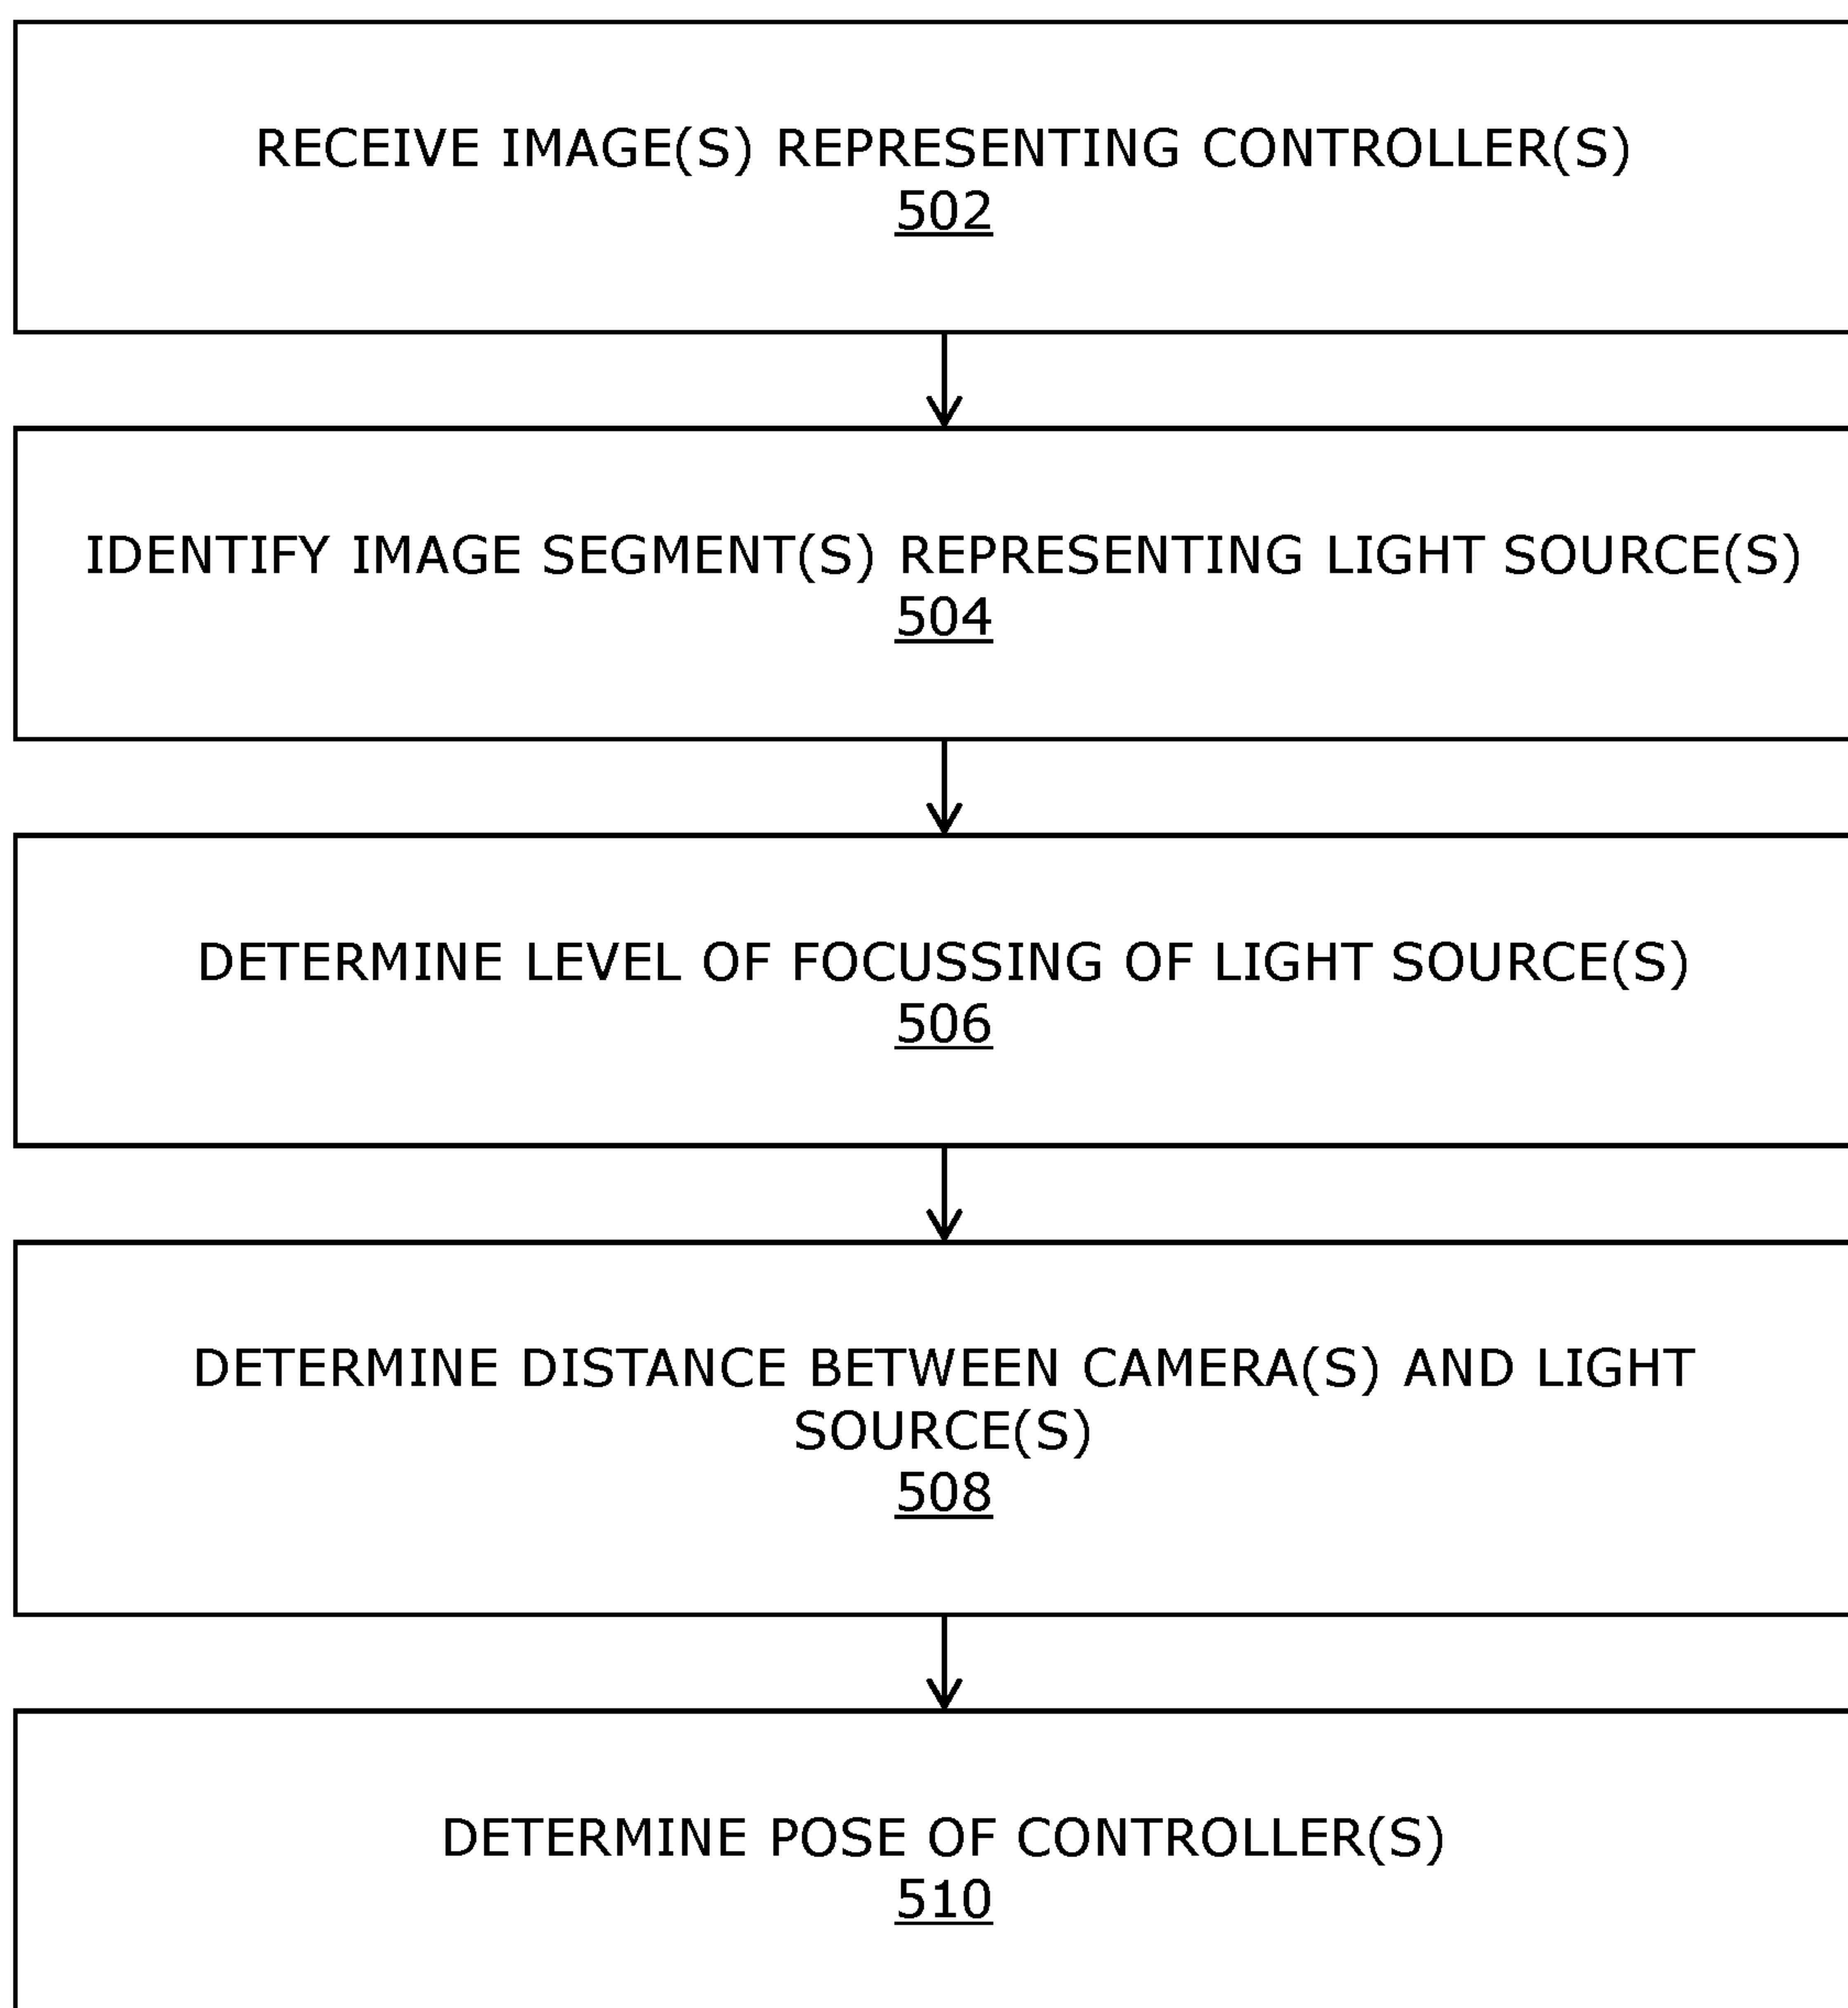 RECEIVE IMAGE(S) REPRESENTING CONTROLLER(S)
502
IDENTIFY IMAGE SEGMENT(S) REPRESENTING LIGHT SOURCE(S)
504
DETERMINE LEVEL OF FOCUSSING OF LIGHT SOURCE(S)
506
DETERMINE DISTANCE BETWEEN CAMERA(S) AND LIGHT
SOURCE(S)
508
DETERMINE POSE OF CONTROLLER(S)
510